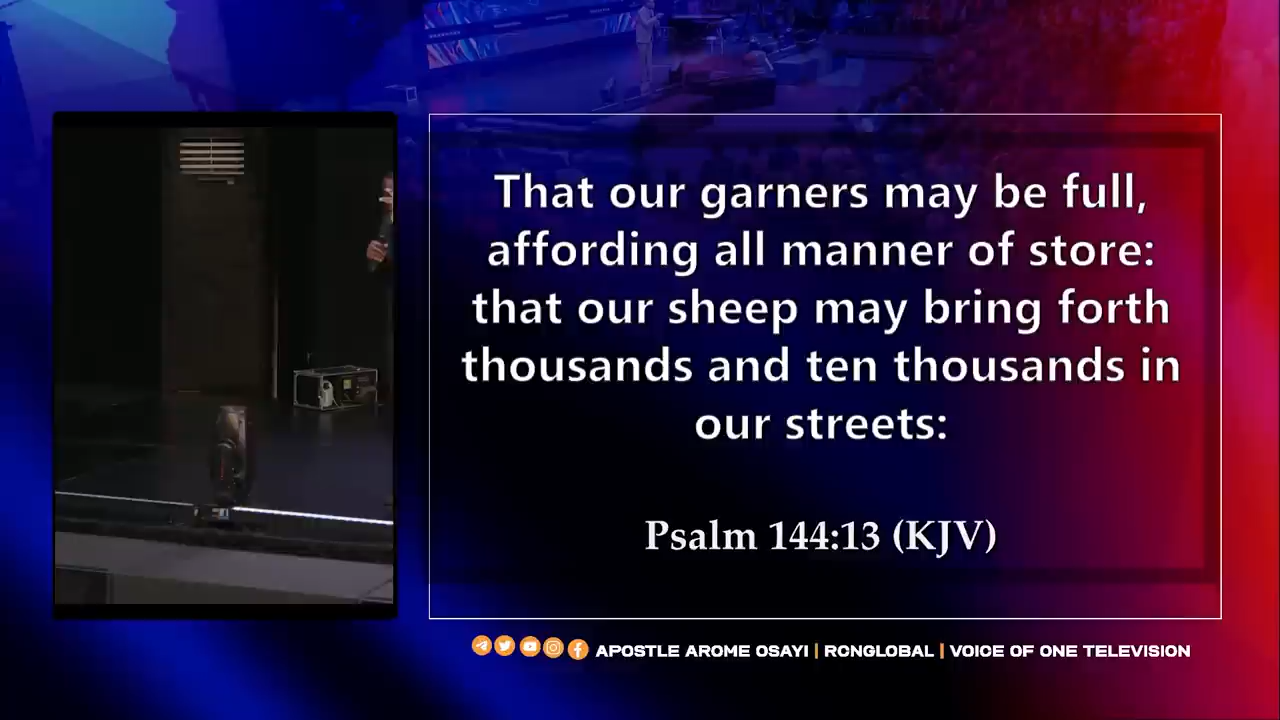 That our garners may be full,
affording all manner of store:
that our sheep may bring forth
thousands and ten thousands in
our streets:
Psalm 144:13 (KJV)
APOSTLE AROME OSAYI | RCNGLOBAL | VOICE OF ONE TELEVISION